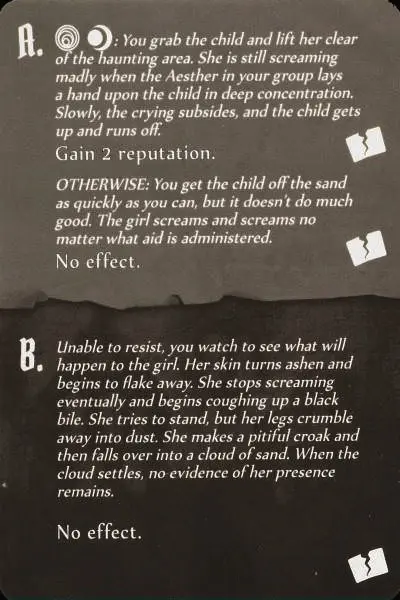 A. : You grab the child and lift her clear
of the haunting area. She is still screaming
madly when the Aesther in your group lays
a hand upon the child in deep concentration.
Slowly, the crying subsides, and the child gets
up and runs off.
Gain 2 reputation.
OTHERWISE: You get the child off the sand
as quickly as you can, but it doesn't do much
good. The girl screams and screams no
matter what aid is administered.
No effect.
B. Unable to resist, you watch to see what will
happen to the girl. Her skin turns ashen and
begins to flake away. She stops screaming
eventually and begins coughing up a black
bile. She tries to stand, but her legs crumble
away into dust. She makes a pitiful croak and
then falls over into a cloud of sand. When the
cloud settles, no evidence of her presence
remains.
No effect.